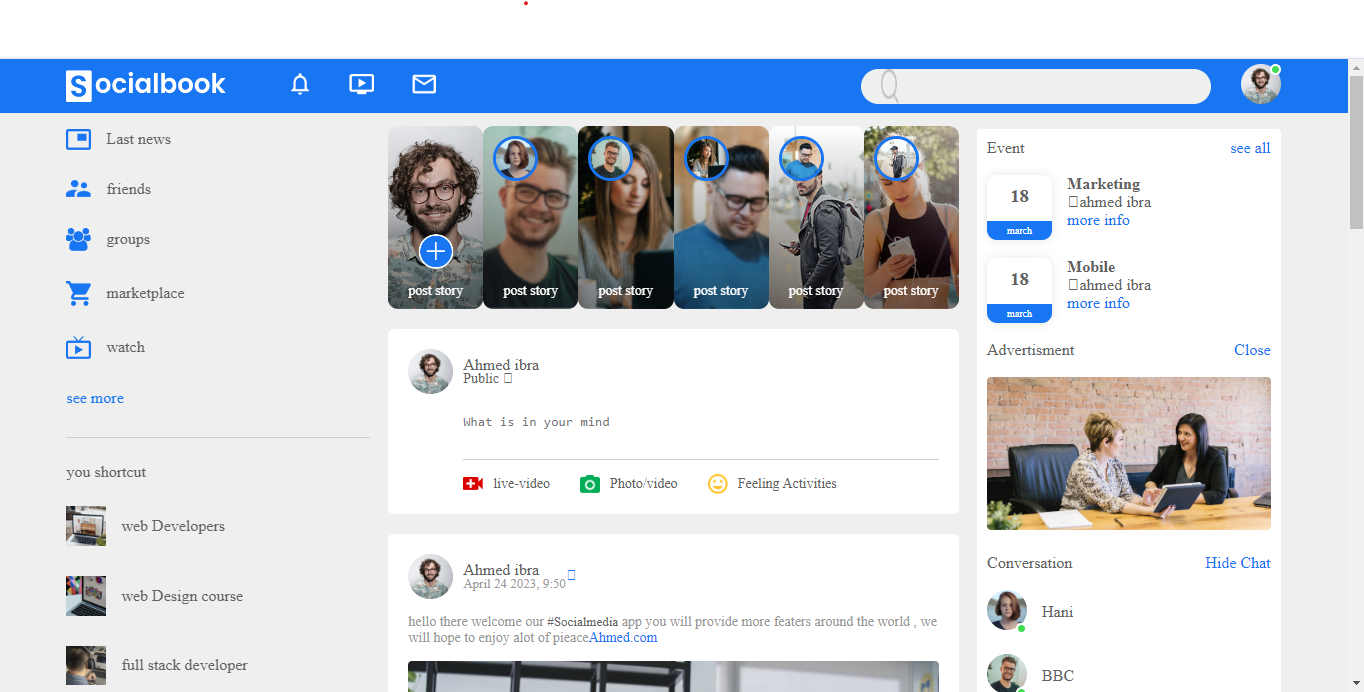 Socialbook
Last news
friends
groups
marketplace
watch
see more
you shortcut
web Developers
web Design course
full stack developer
post story
post story
post story
post story
post story
post story
Ahmed ibra
Public
What is in your mind
live-video
Photo/video
Feeling Activities
Ahmed ibra
April 24 2023, 9:50
hello there welcome our #Socialmedia app you will provide more featers around the world , we
will hope to enjoy alot of pieaceAhmed.com
Event
see all
18
march
Marketing
ahmed ibra
more info
18
march
Mobile
ahmed ibra
more info
Advertisment
Close
Conversation
Hide Chat
Hani
BBC